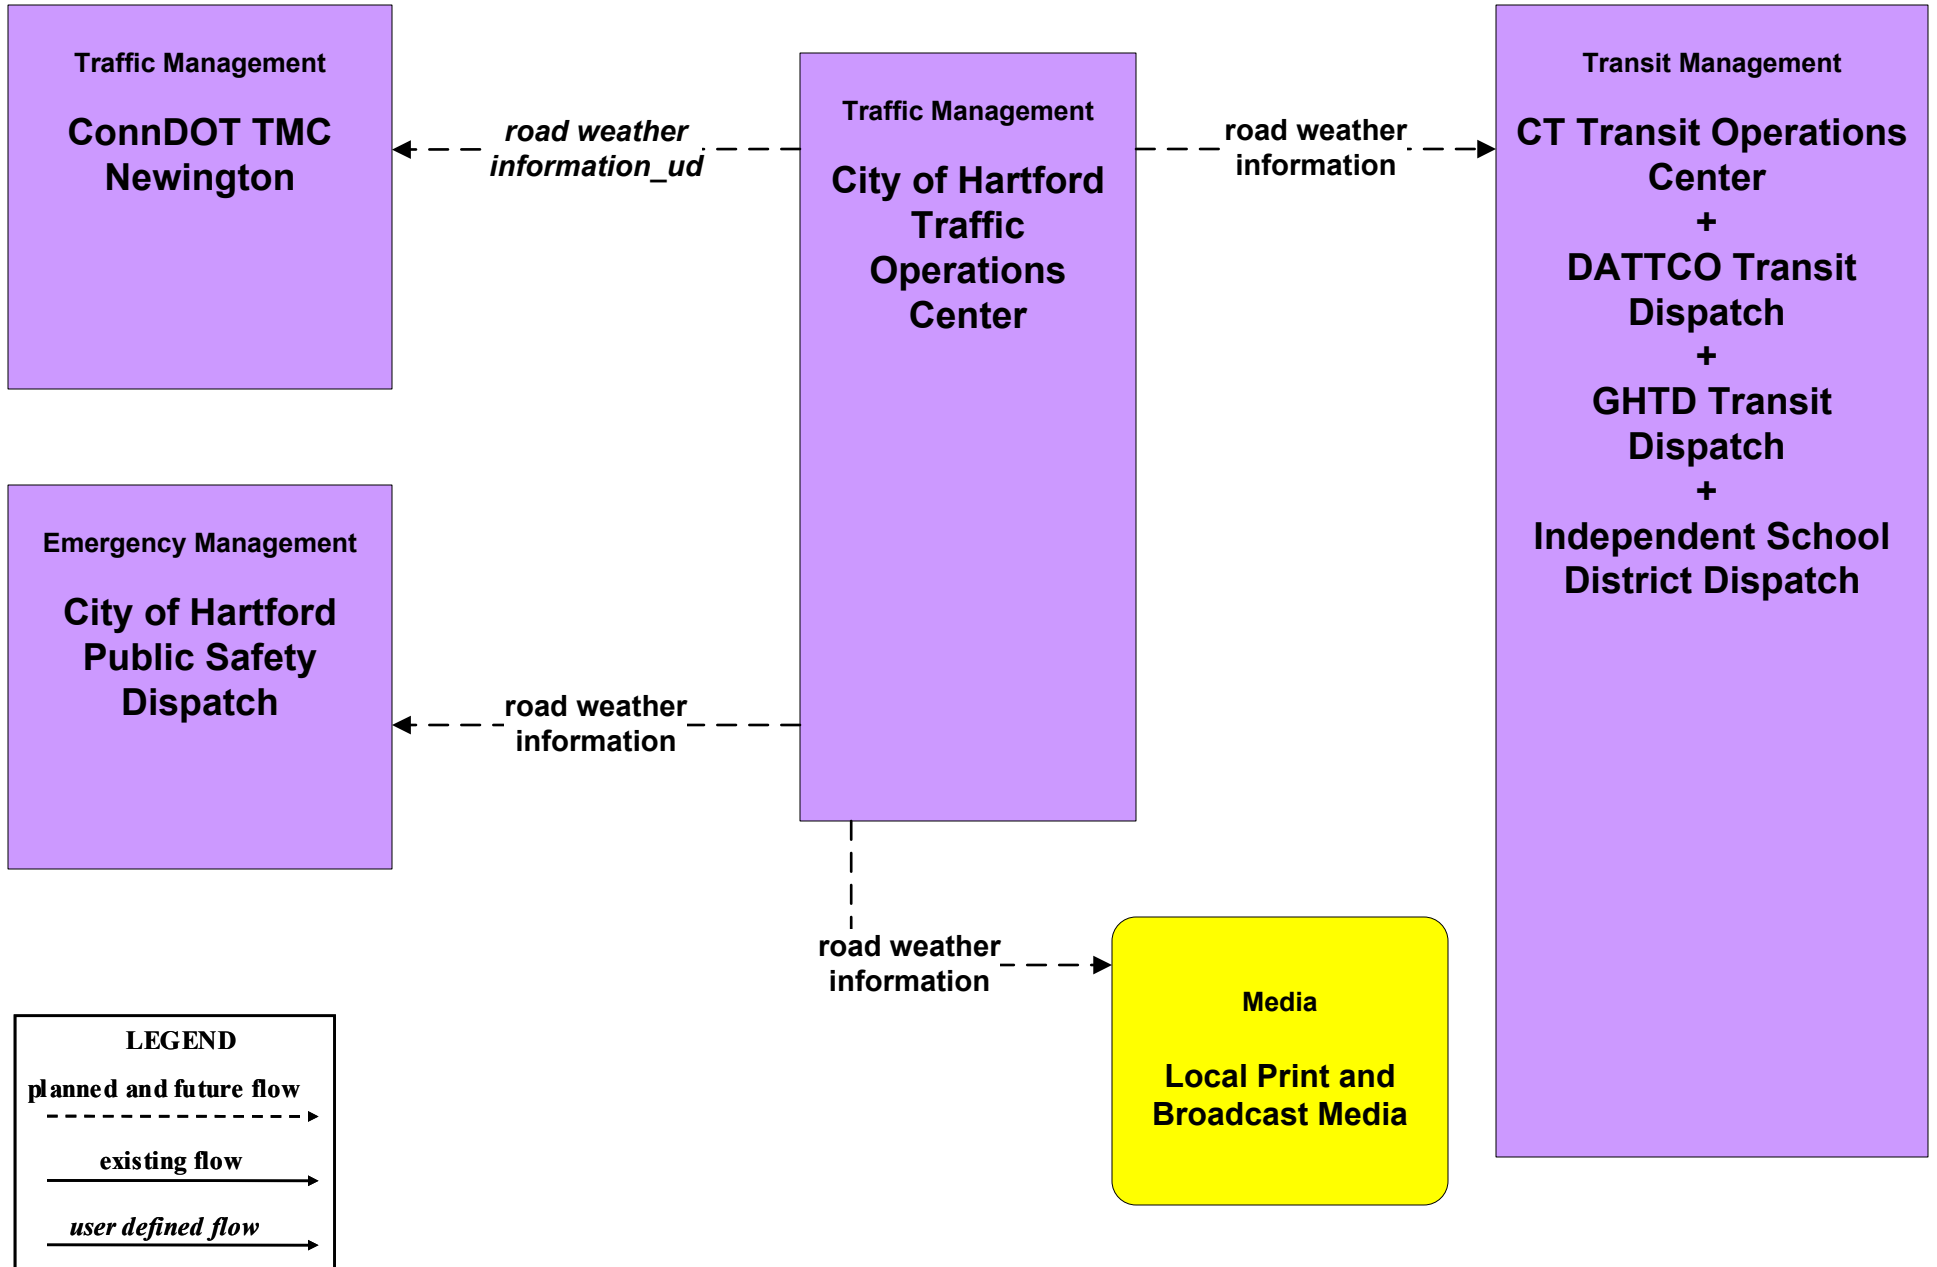 Traffic Management
ConnDOT TMC
Newington
road weather
information_ud
Traffic Management
City of Hartford
Traffic
Operations
Center
road weather
information
Transit Management
CT Transit Operations
Center
+
DATTCO Transit
Dispatch
+
GHTD Transit
Dispatch
+
Independent School
District Dispatch
Emergency Management
City of Hartford
Public Safety
Dispatch
road weather
information
road weather
information
Media
Local Print and
Broadcast Media
LEGEND
planned and future flow
existing flow
user defined flow